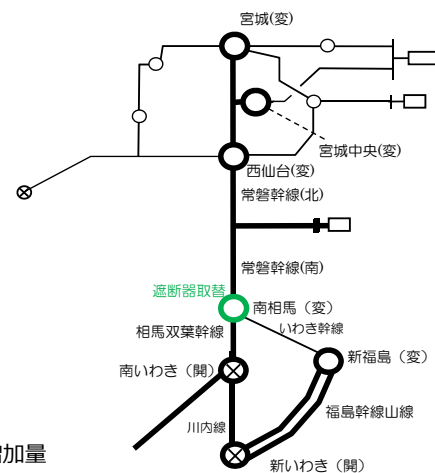 宮城(変)
宮城中央(変)
西仙台(変)
常磐幹線(北)
常磐幹線(南)
遮断器取替
南相馬（変）
いわき幹線
相馬双葉幹線
新福島（変）
南いわき（開）
福島幹線山線
川内線
増加量
新いわき（開）